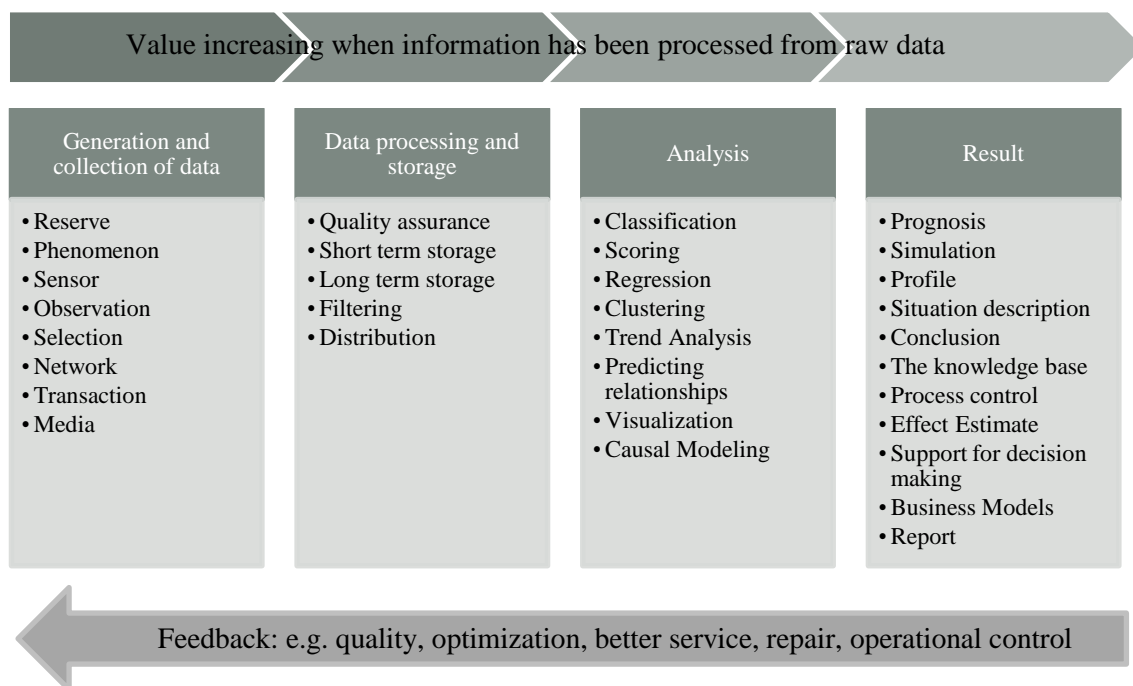 Value increasing when information has been processed from raw data
Generation and
collection of data
• Reserve
• Phenomenon
• Sensor
• Observation
• Selection
• Network
• Transaction
• Media
Data processing and
storage
• Quality assurance
• Short term storage
• Long term storage
• Filtering
• Distribution
Analysis
• Classification
• Scoring
• Regression
• Clustering
• Trend Analysis
• Predicting
relationships
• Visualization
• Causal Modeling
Result
• Prognosis
• Simulation
• Profile
• Situation description
• Conclusion
• The knowledge base
• Process control
• Effect Estimate
• Support for decision
making
• Business Models
• Report
Feedback: e.g. quality, optimization, better service, repair, operational control